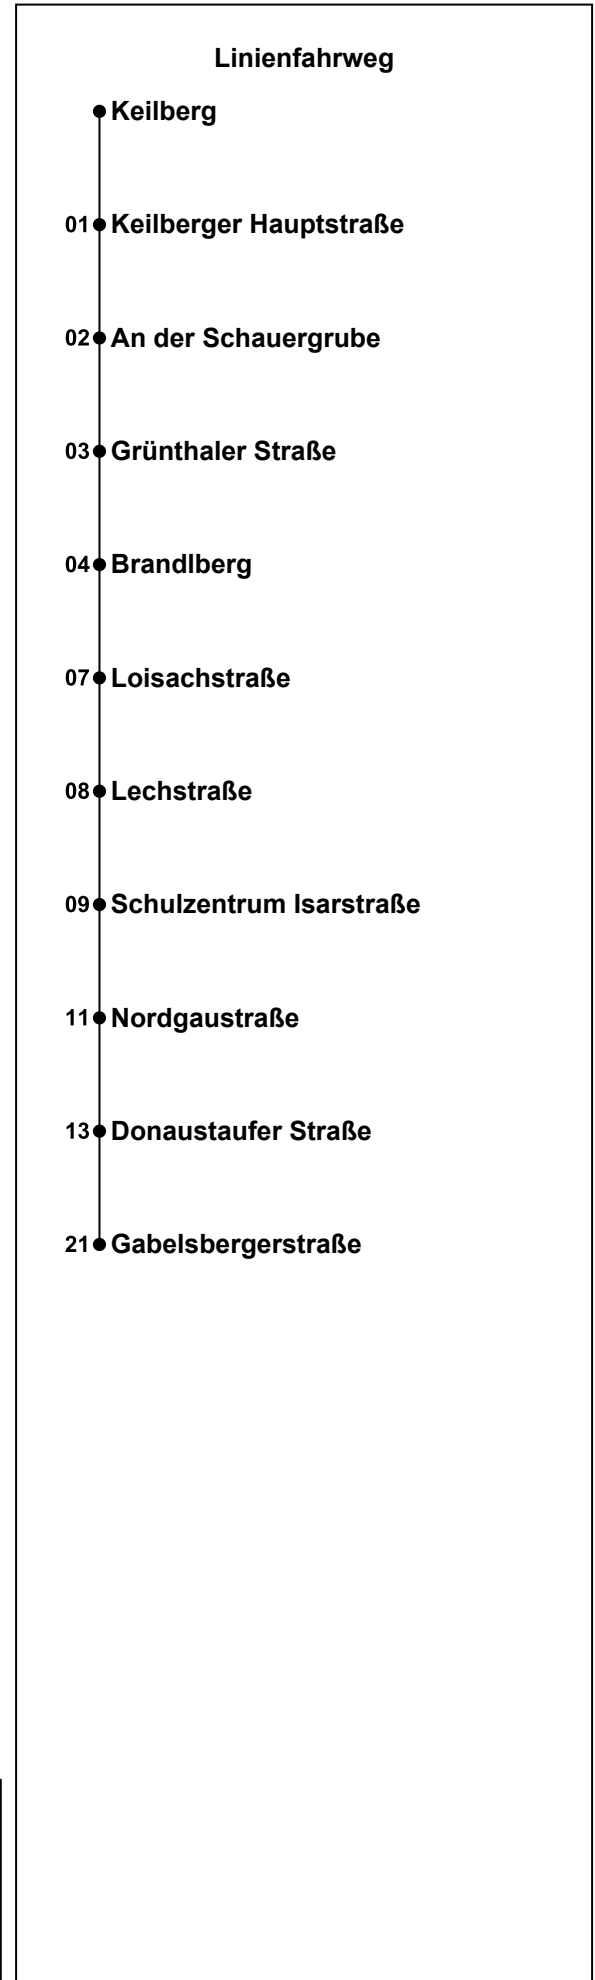 Linienfahrweg
Keilberg
01 Keilberger Hauptstraße
02 An der Schauergrube
03 Grünthaler Straße
04 Brandlberg
07 Loisachstraße
08 Lechstraße
09 Schulzentrum Isarstraße
11 Nordgaustraße
13 Donaustaufer Straße
21 Gabelsbergerstraße